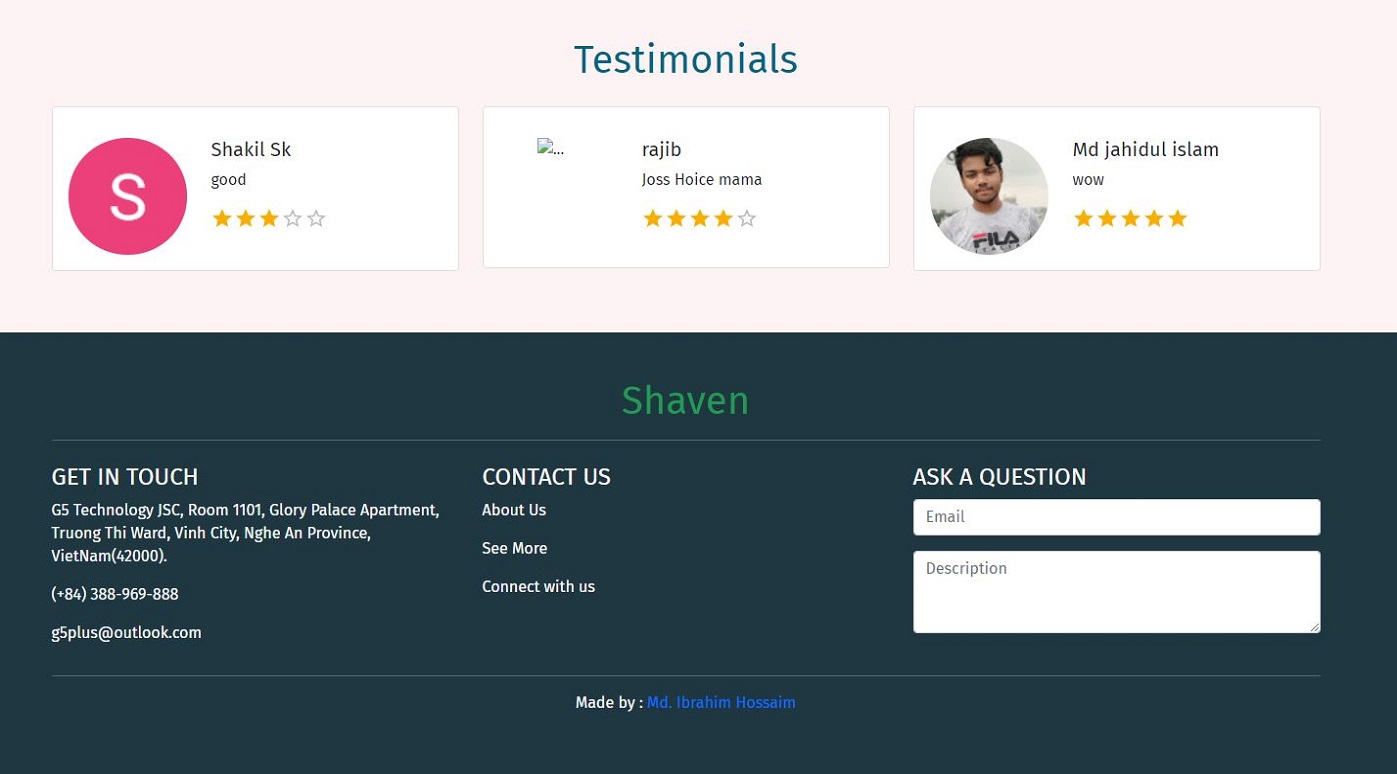 Testimonials
S
Shakil Sk
good
...
rajib
Joss Hoice mama
FILA
Md jahidul islam
wow
Shaven
GET IN TOUCH
G5 Technology JSC, Room 1101, Glory Palace Apartment,
Truong Thi Ward, Vinh City, Nghe An Province,
VietNam(42000).
(+84) 388-969-888
g5plus@outlook.com
CONTACT US
About Us
See More
Connect with us
ASK A QUESTION
Email
Description
Made by : Md. Ibrahim Hossaim